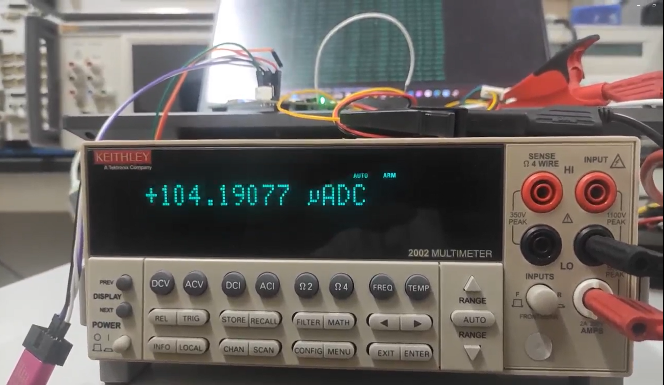 KEITHLEY
A Tektronix Company
AUTO ARM
+104.19077 µADC
2002 MULTIMETER
SENSE
Ω 4 WIRE
INPUT
HI
350V
PEAK
1100V
PEAK
LO
INPUTS
F
R
FRONT/REAR
AMPS
PREV
DISPLAY
NEXT
POWER
DCV ACV DCI ACI Ω2 Ω4 FREQ TEMP
REL TRIG STORE RECALL FILTER MATH
INFO LOCAL CHAN SCAN CONFIG MENU EXIT ENTER
RANGE
AUTO
RANGE